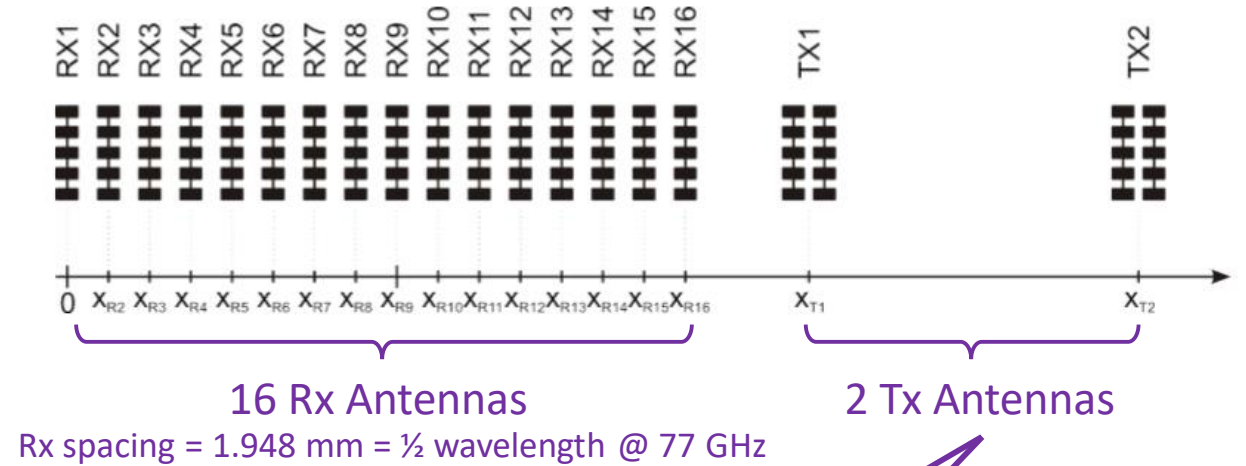 RX1 RX2 RX3 RX4 RX5 RX6 RX7 RX8 RX9 RX10 RX11 RX12 RX13 RX14 RX15 RX16 TX1 TX2
0 XR2 XR3 XR4 XR5 XR6 XR7 XR8 XR9 XR10 XR11 XR12 XR13 XR14 XR15 XR16 XT1 XT2
16 Rx Antennas 2 Tx Antennas
Rx spacing = 1.948 mm = ½ wavelength @ 77 GHz